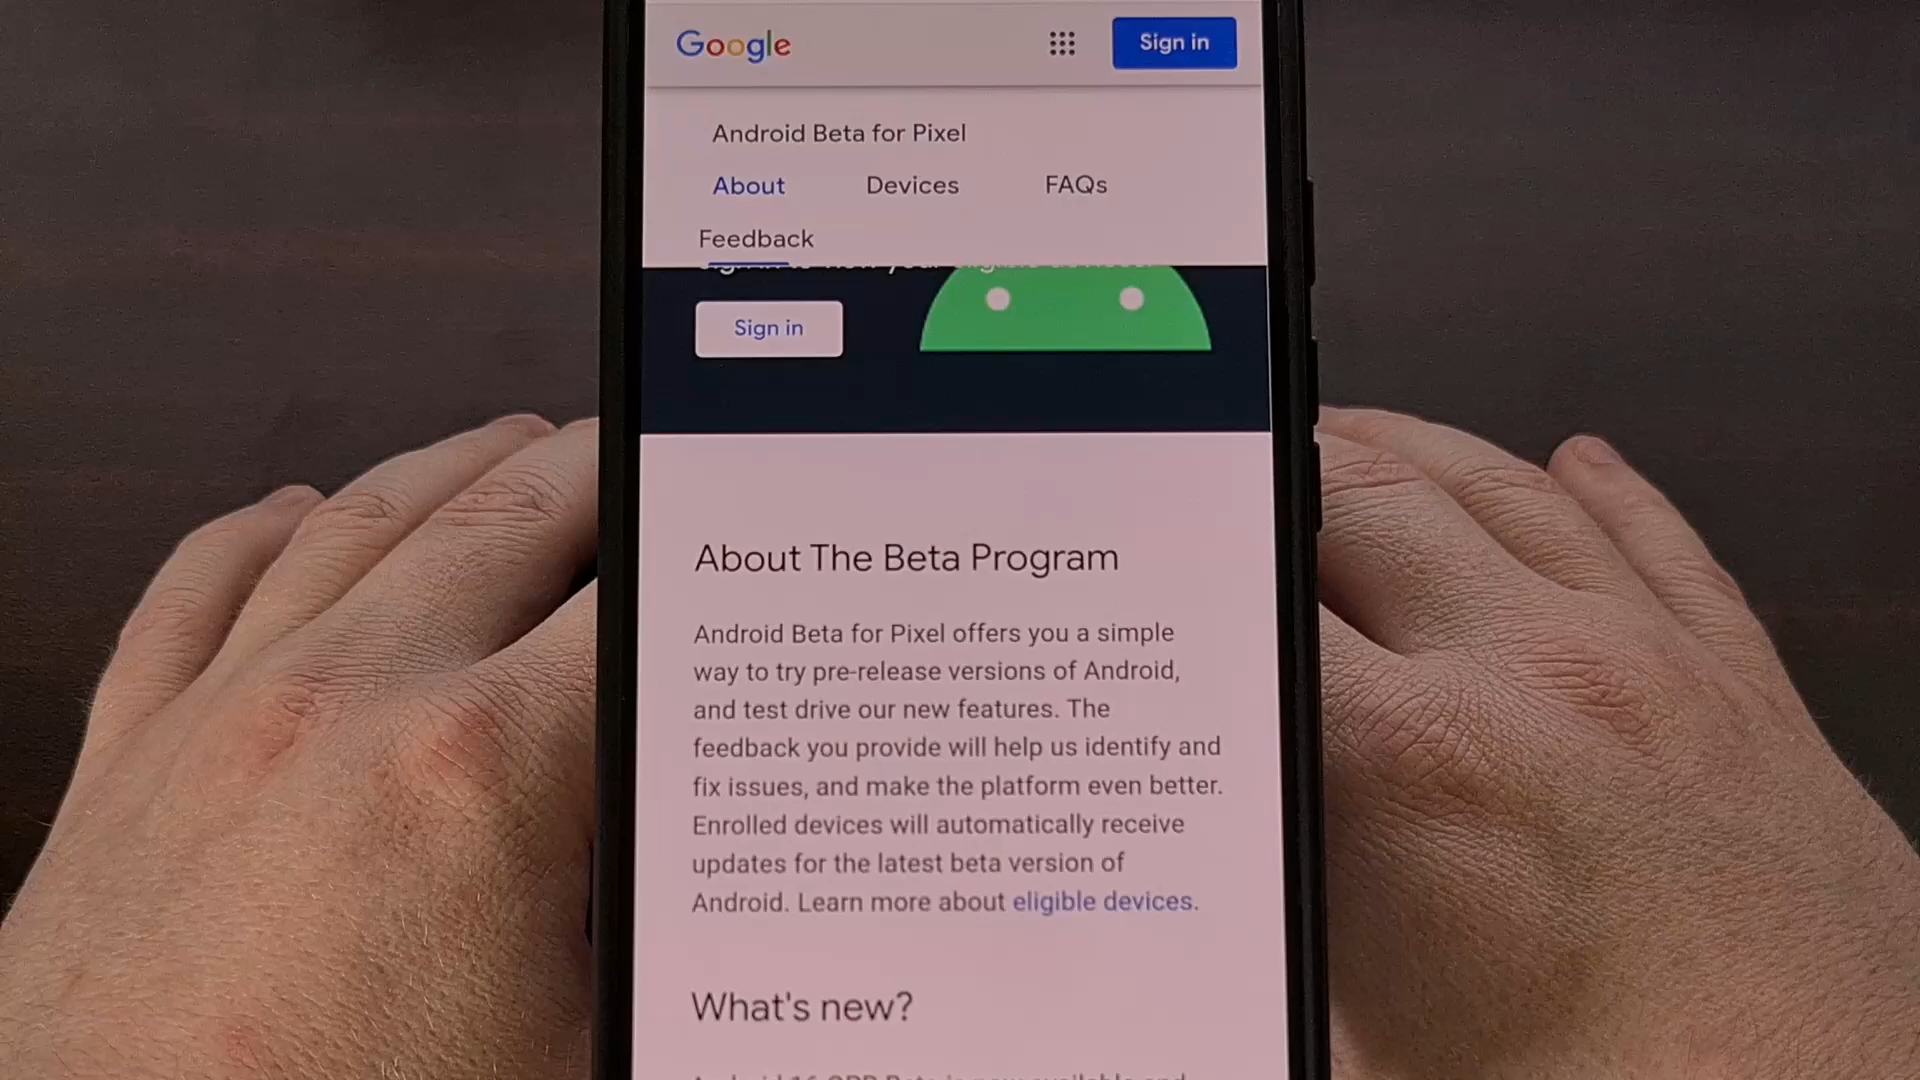 Google
Sign in
Android Beta for Pixel
About Devices FAQs
Feedback
Sign in
About The Beta Program
Android Beta for Pixel offers you a simple
way to try pre-release versions of Android,
and test drive our new features. The
feedback you provide will help us identify and
fix issues, and make the platform even better.
Enrolled devices will automatically receive
updates for the latest beta version of
Android. Learn more about eligible devices.
What's new?